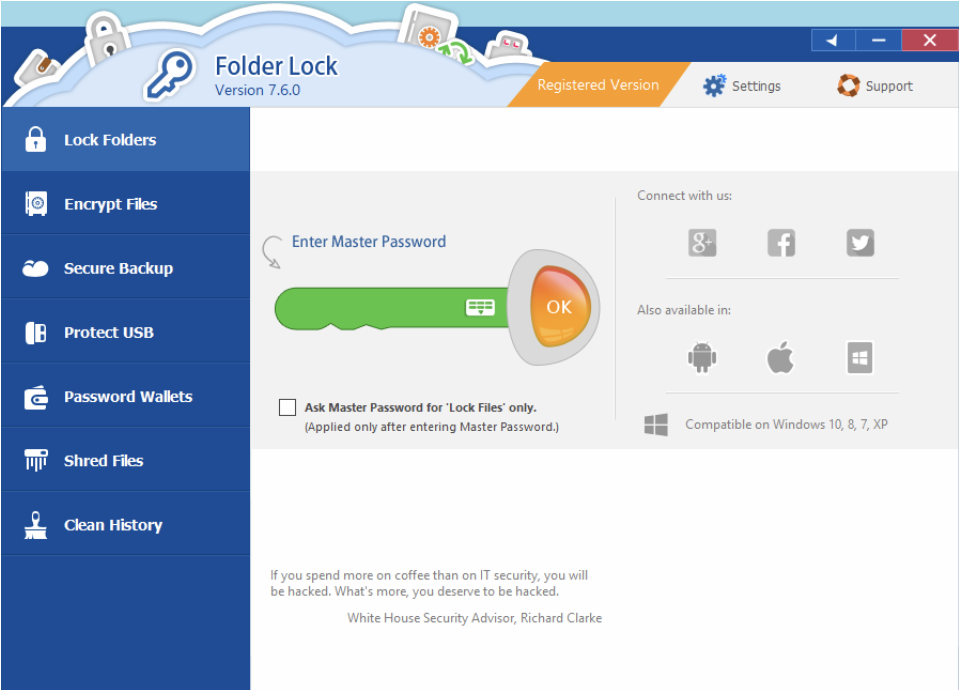 Folder Lock
Version 7.6.0
Registered Version
Settings
Support
Lock Folders
Encrypt Files
Secure Backup
Protect USB
Password Wallets
Shred Files
Clean History
Enter Master Password
OK
Ask Master Password for 'Lock Files' only.
(Applied only after entering Master Password.)
Connect with us:
g+
f
Also available in:
Compatible on Windows 10, 8, 7, XP
If you spend more on coffee than on IT security, you will
be hacked. What's more, you deserve to be hacked.
White House Security Advisor, Richard Clarke